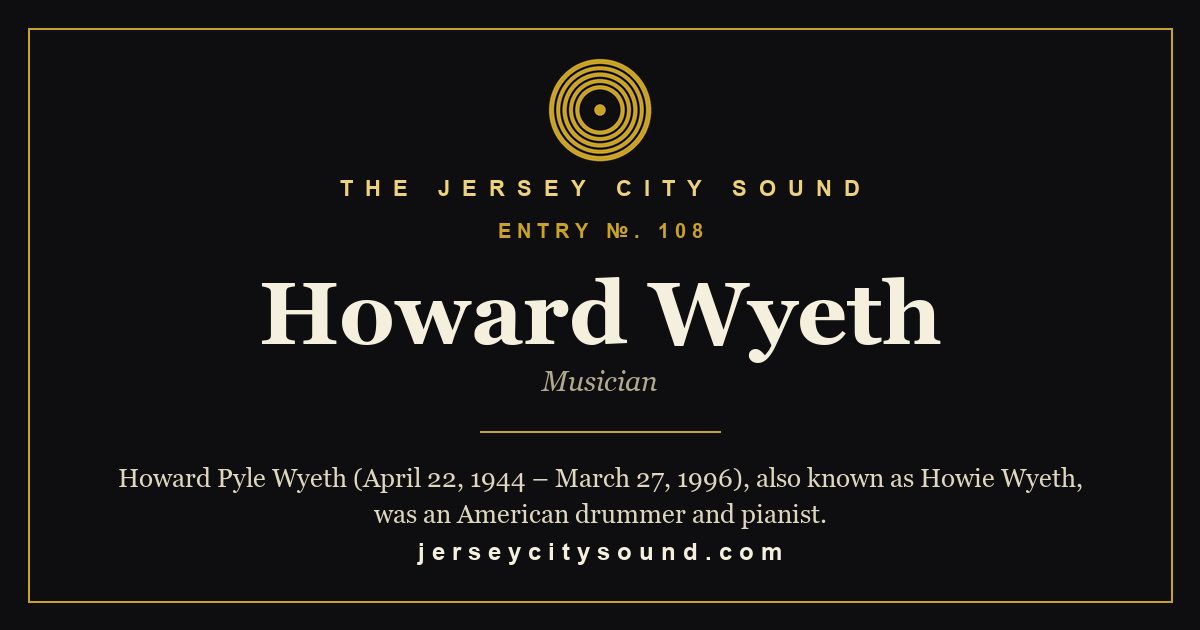 THE JERSEY CITY SOUND
ENTRY №. 108
Howard Wyeth
Musician
Howard Pyle Wyeth (April 22, 1944 – March 27, 1996), also known as Howie Wyeth,
was an American drummer and pianist.
jerseycitysound.com